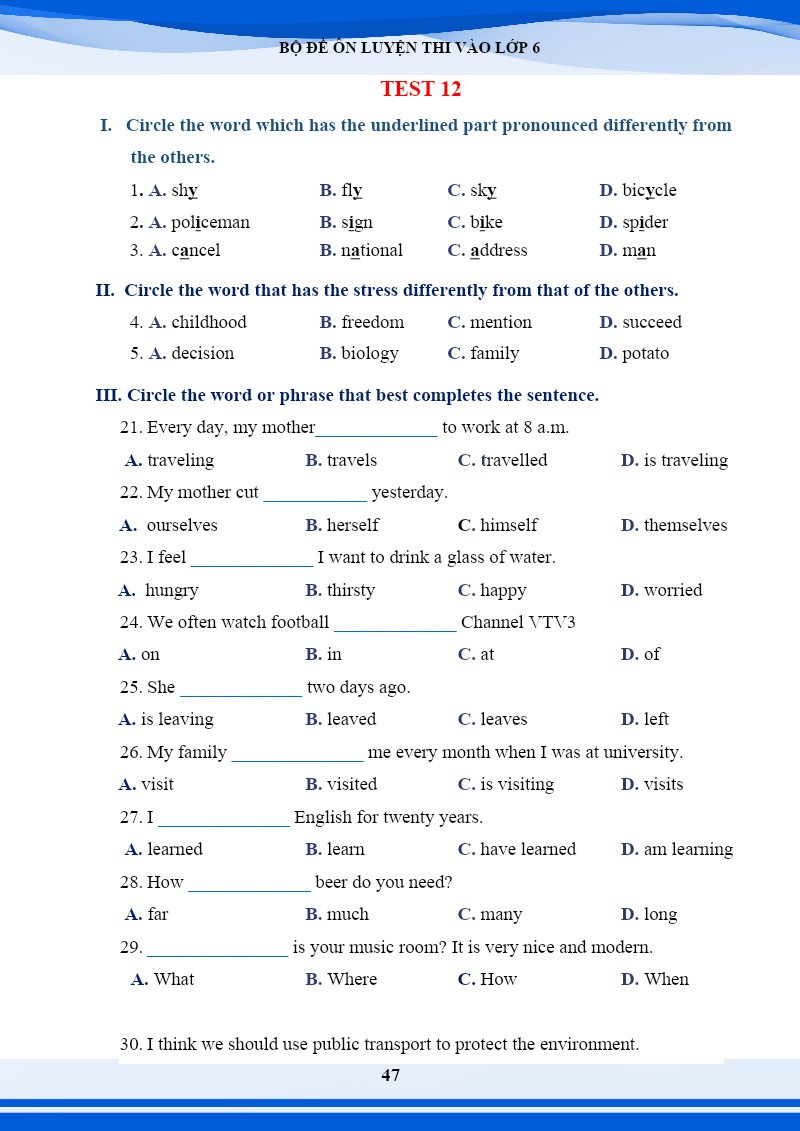 BỘ ĐỀ ÔN LUYỆN THI VÀO LỚP 6
TEST 12
I. Circle the word which has the underlined part pronounced differently from
the others.
1. A. shy B. fly C. sky D. bicycle
2. A. policeman B. sign C. bike D. spider
3. A. cancel B. national C. address D. man
II. Circle the word that has the stress differently from that of the others.
4. A. childhood B. freedom C. mention D. succeed
5. A. decision B. biology C. family D. potato
III. Circle the word or phrase that best completes the sentence.
21. Every day, my mother_____________ to work at 8 a.m.
A. traveling B. travels C. travelled D. is traveling
22. My mother cut ___________ yesterday.
A. ourselves B. herself C. himself D. themselves
23. I feel _____________ I want to drink a glass of water.
A. hungry B. thirsty C. happy D. worried
24. We often watch football _____________ Channel VTV3
A. on B. in C. at D. of
25. She _____________ two days ago.
A. is leaving B. leaved C. leaves D. left
26. My family ______________ me every month when I was at university.
A. visit B. visited C. is visiting D. visits
27. I ______________ English for twenty years.
A. learned B. learn C. have learned D. am learning
28. How _____________ beer do you need?
A. far B. much C. many D. long
29. _______________ is your music room? It is very nice and modern.
A. What B. Where C. How D. When
30. I think we should use public transport to protect the environment.
47